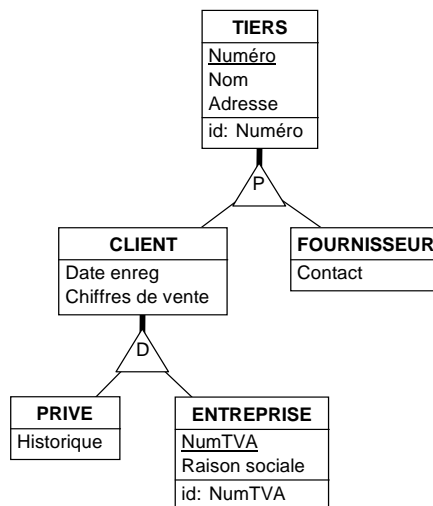 TIERS
Numéro
Nom
Adresse
id: Numéro
P
CLIENT
Date enreg
Chiffres de vente
FOURNISSEUR
Contact
D
PRIVE
Historique
ENTREPRISE
NumTVA
Raison sociale
id: NumTVA